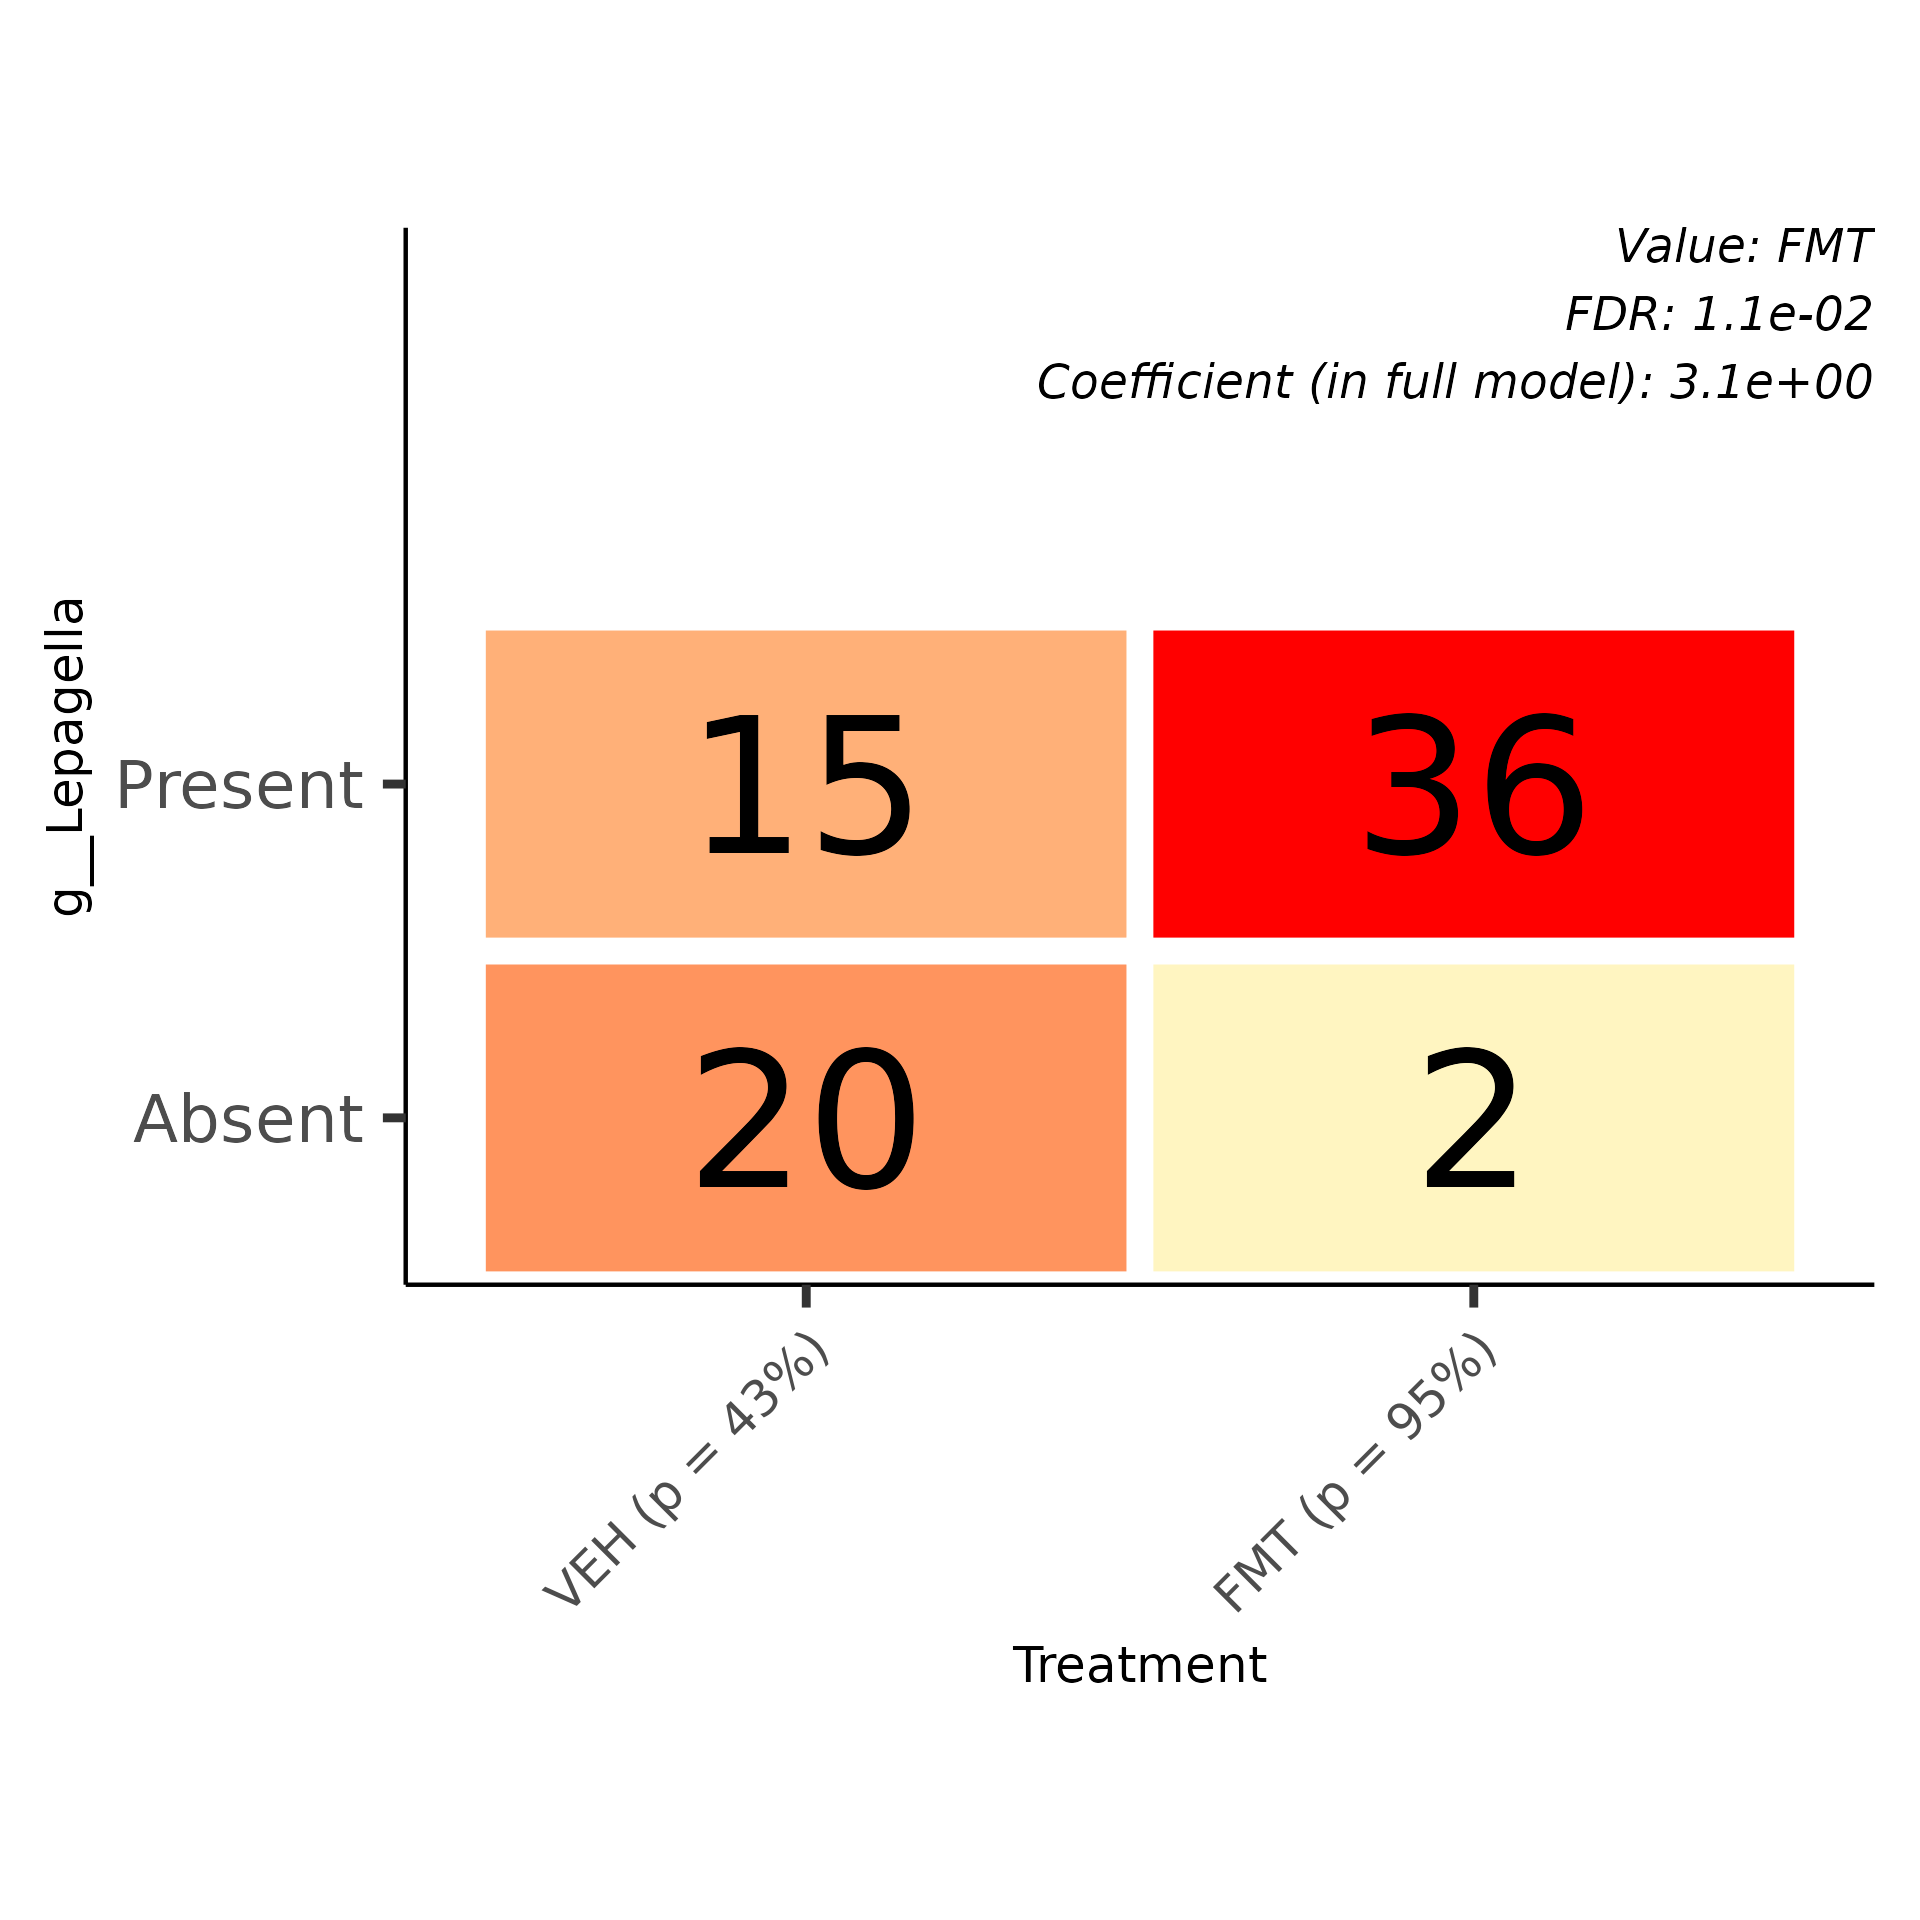 Value: FMT
FDR: 1.1e-02
Coefficient (in full model): 3.1e+00
g__Lepagella
Present
15
36
Absent
20
2
VEH (p = 43%)
FMT (p = 95%)
Treatment